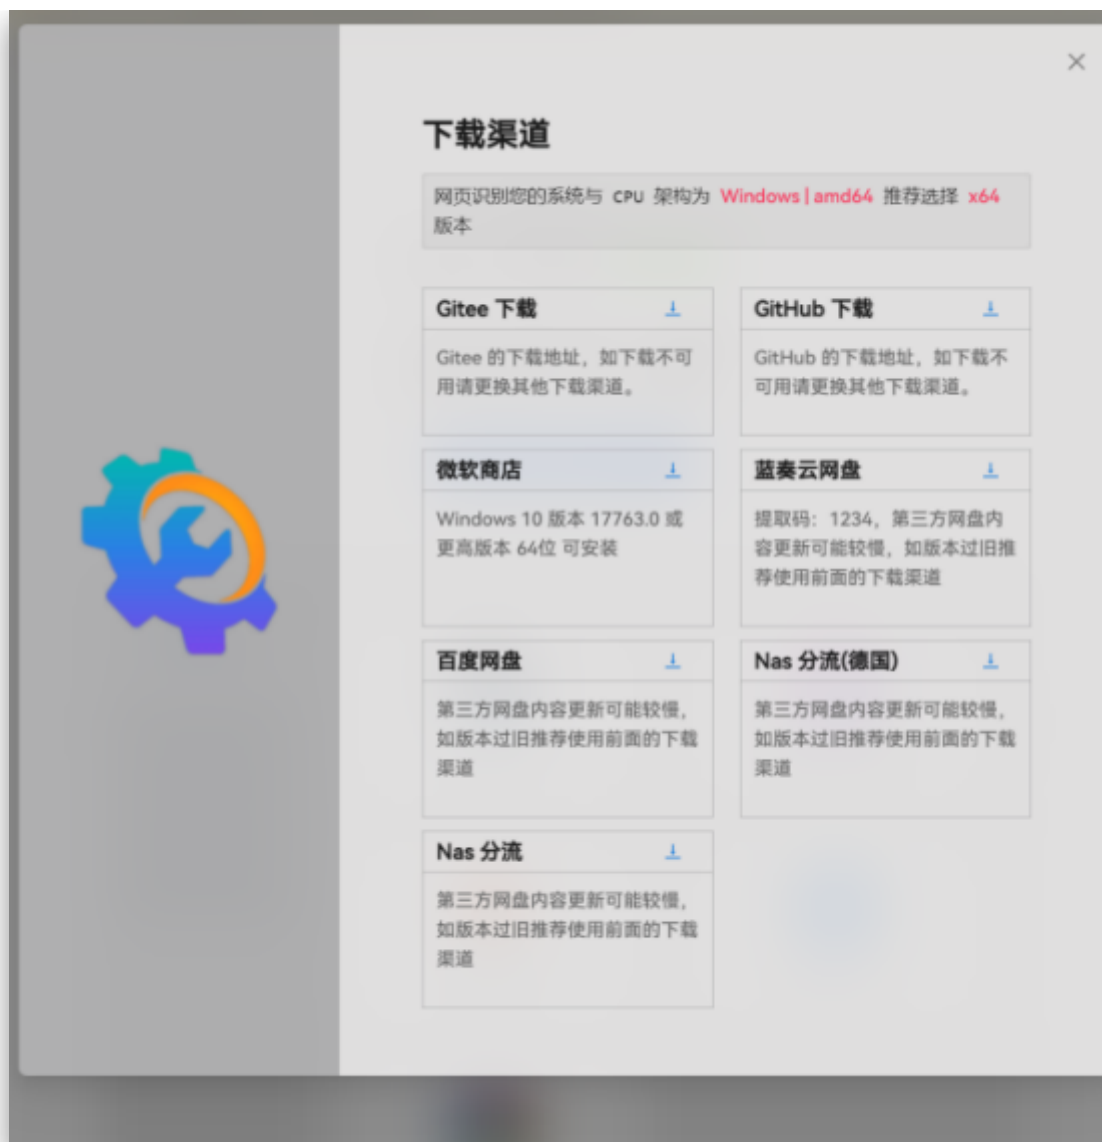 下载渠道
网页识别您的系统与 CPU 架构为 Windows | amd64 推荐选择 x64
版本
Gitee 下载
Gitee 的下载地址，如下载不可
用请更换其他下载渠道。
GitHub 下载
GitHub 的下载地址，如下载不
可用请更换其他下载渠道。
微软商店
Windows 10 版本 17763.0 或
更高版本 64位 可安装
蓝奏云网盘
提取码：1234，第三方网盘内
容更新可能较慢，如版本过旧推
荐使用前面的下载渠道
百度网盘
第三方网盘内容更新可能较慢，
如版本过旧推荐使用前面的下载
渠道
Nas 分流(德国)
第三方网盘内容更新可能较慢，
如版本过旧推荐使用前面的下载
渠道
Nas 分流
第三方网盘内容更新可能较慢，
如版本过旧推荐使用前面的下载
渠道